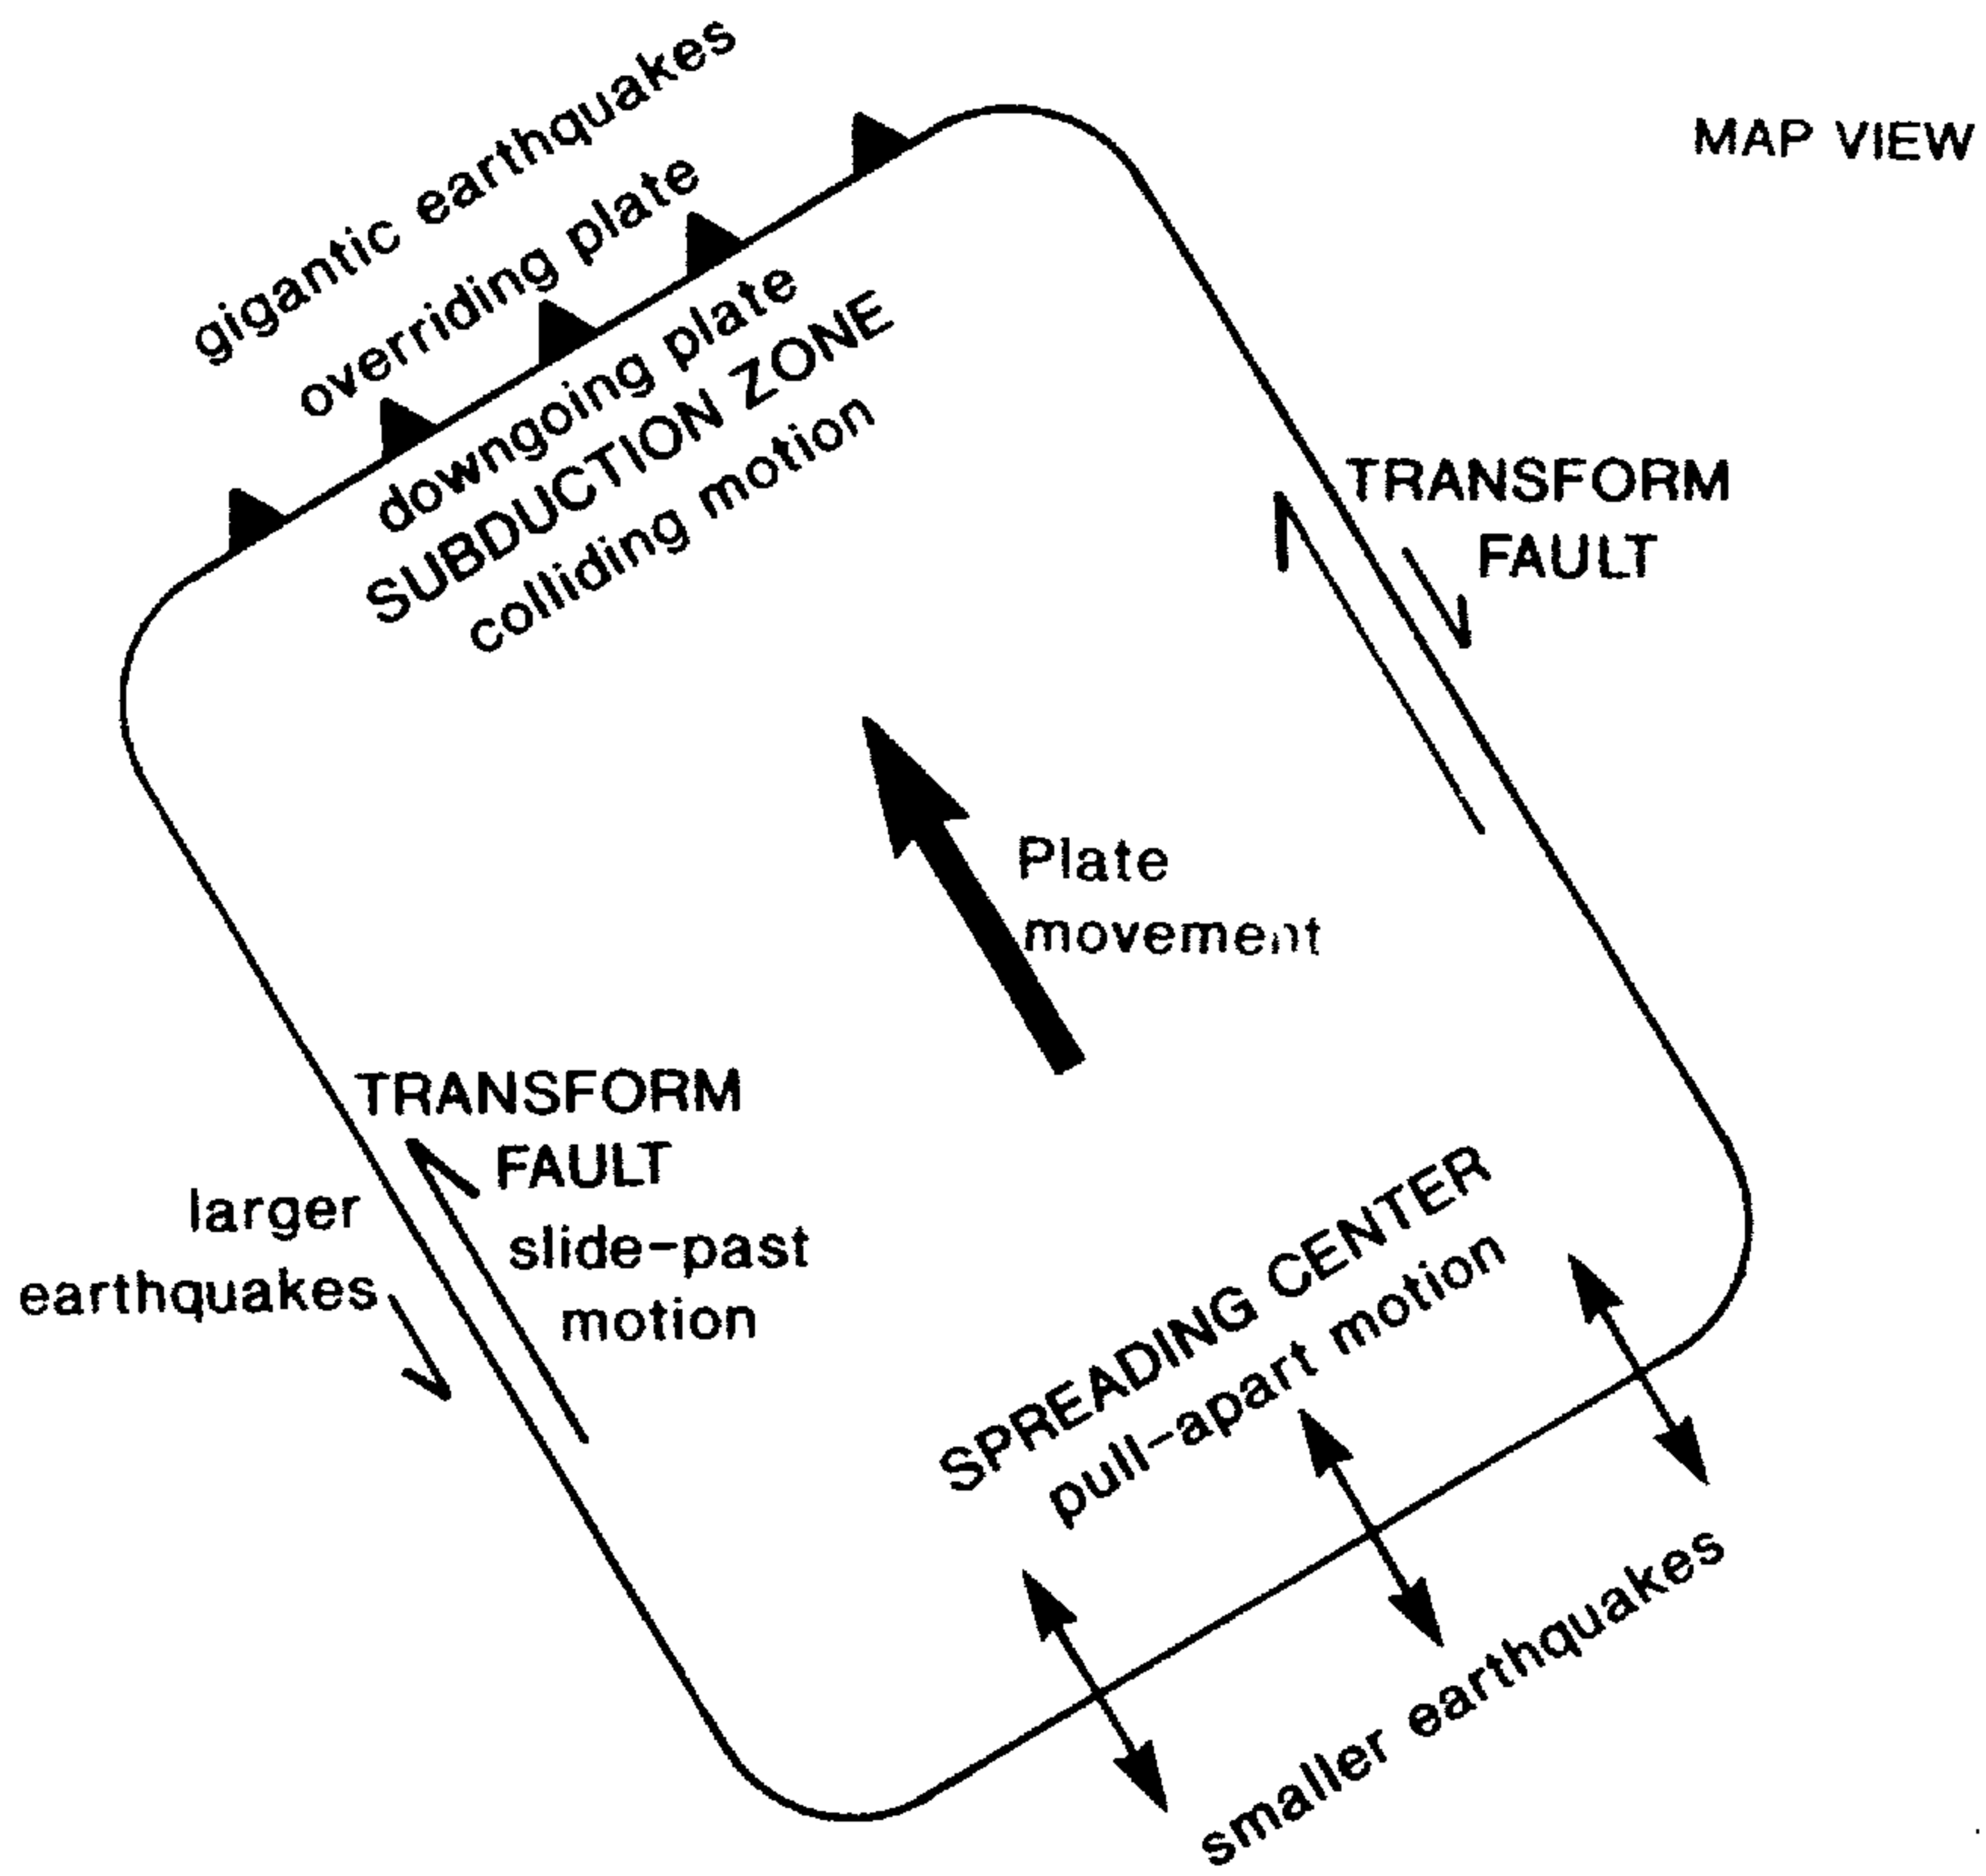 MAP VIEW
gigantic earthquakes
overriding plate
downgoing plate
SUBDUCTION ZONE
colliding motion
TRANSFORM
FAULT
Plate
movement
TRANSFORM
FAULT
slide-past
motion
larger
earthquakes
SPREADING CENTER
pull-apart motion
smaller earthquakes